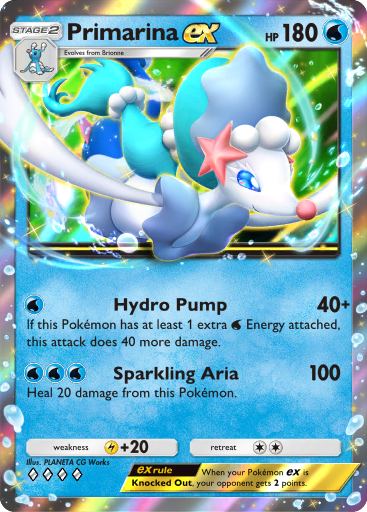 STAGE 2 Primarina ex HP 180
Evolves from Brionne
Hydro Pump 40+
If this Pokémon has at least 1 extra Energy attached,
this attack does 40 more damage.
Sparkling Aria 100
Heal 20 damage from this Pokémon.
weakness +20 retreat
Illus. PLANETA CG Works
ex rule When your Pokémon ex is
Knocked Out, your opponent gets 2 points.